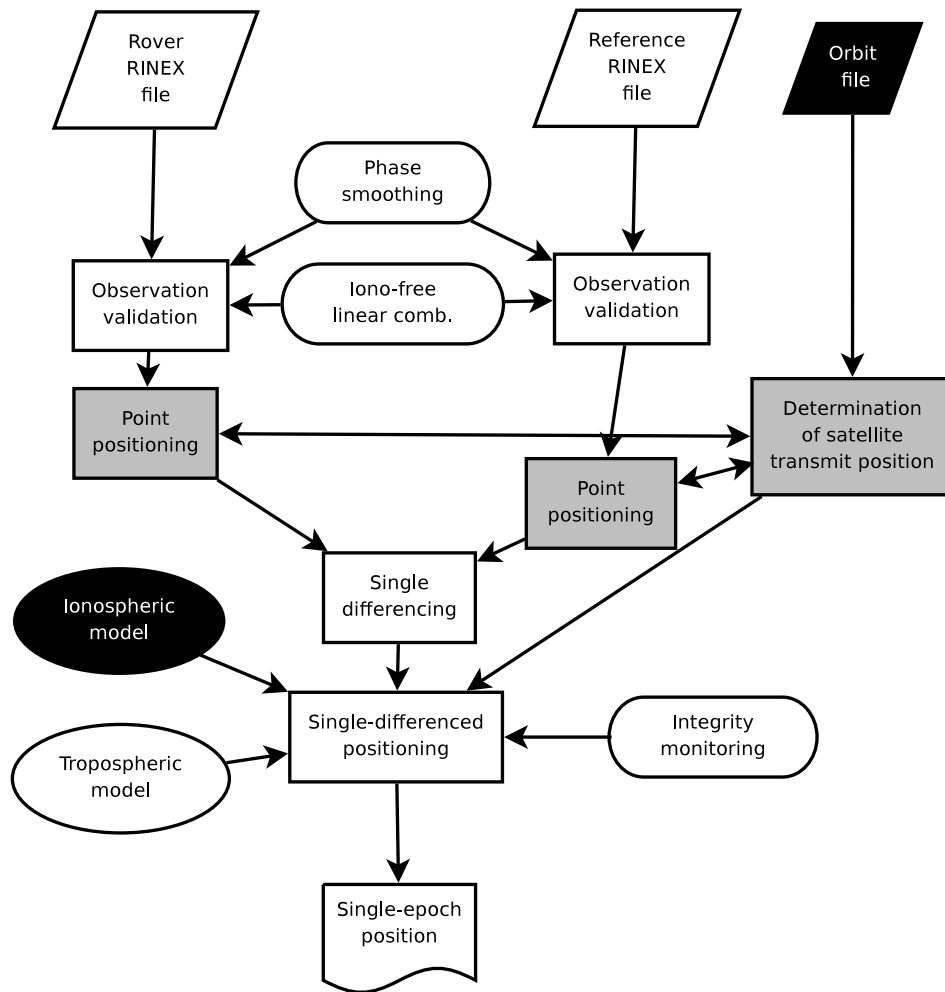 Rover
RINEX
file
Reference
RINEX
file
Orbit
file
Phase
smoothing
Observation
validation
Iono-free
linear comb.
Observation
validation
Point
positioning
Determination
of satellite
transmit position
Point
positioning
Single
differencing
Ionospheric
model
Single-differenced
positioning
Integrity
monitoring
Tropospheric
model
Single-epoch
position